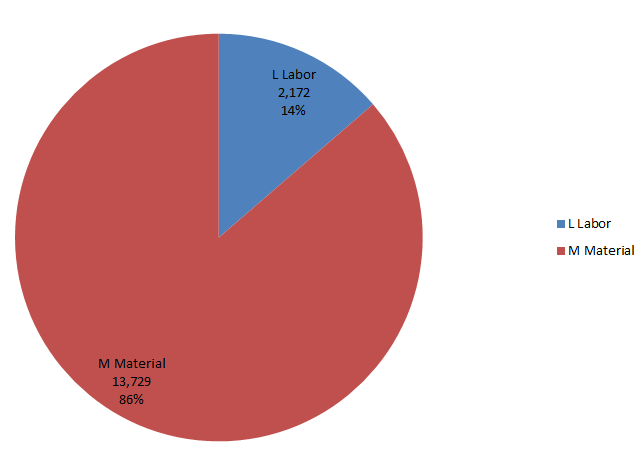 L Labor
2,172
14%
L Labor
M Material
M Material
13,729
86%